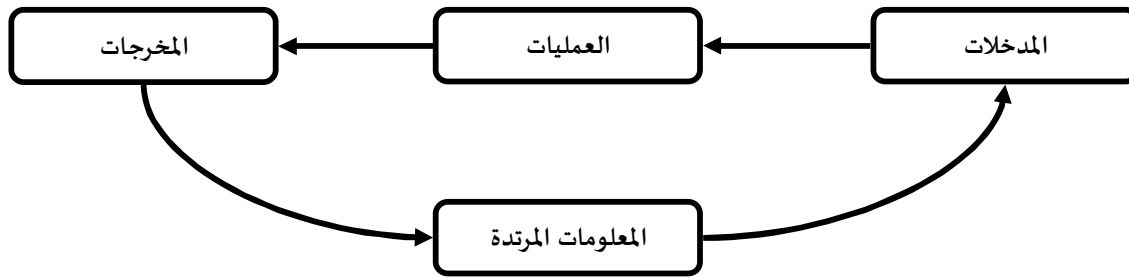 المدخلات
العمليات
المخرجات
المعلومات المرتدة